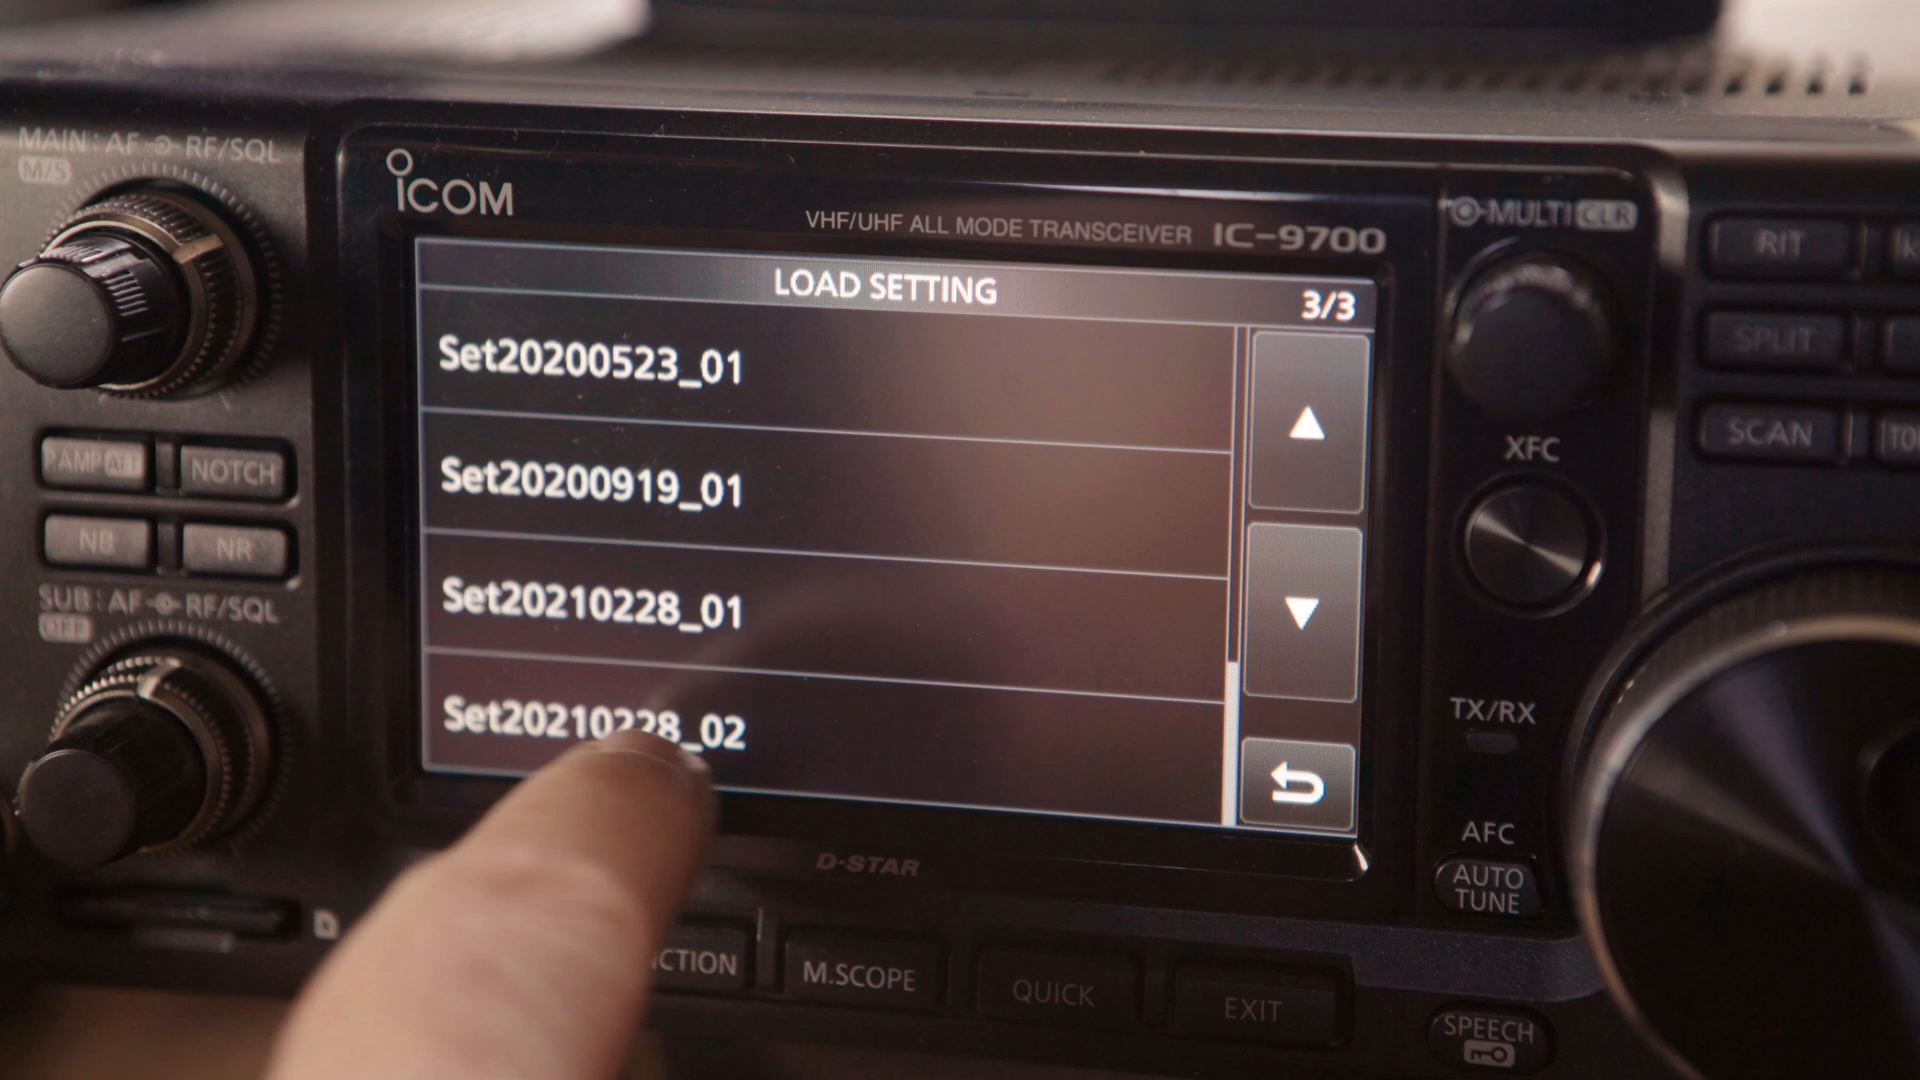 MAIN: AF RF/SQL
M/S
ICOM
VHF/UHF ALL MODE TRANSCEIVER IC-9700
MULTI CLR
RIT
LOAD SETTING
3/3
Set20200523_01
Set20200919_01
Set20210228_01
Set20210228_02
P.AMP ATT
NOTCH
NB
NR
SUB: AF RF/SQL
OFF
SPLIT
SCAN
XFC
TX/RX
AFC
AUTO
TUNE
D-STAR
M.SCOPE
QUICK
EXIT
SPEECH